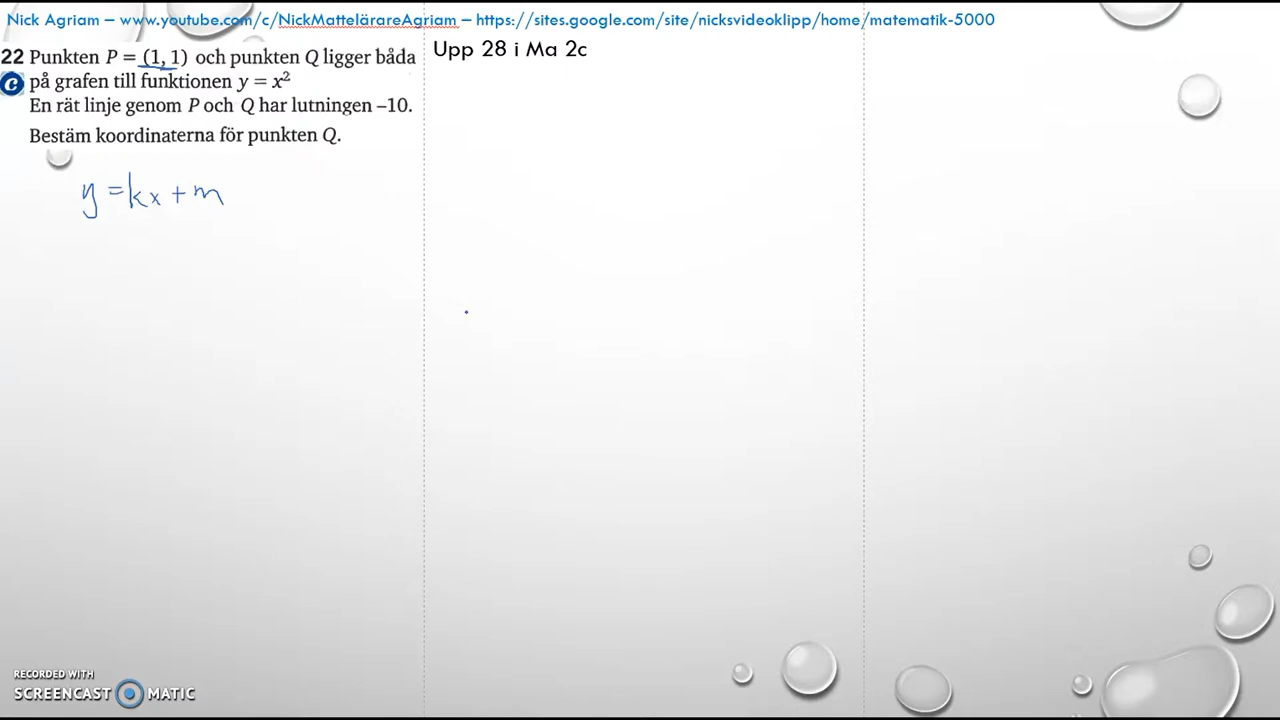 Nick Agriam – www.youtube.com/c/NickMattelärareAgriam – https://sites.google.com/site/nicksvideoklipp/home/matematik-5000
22 Punkten P = (1, 1) och punkten Q ligger båda
C på grafen till funktionen y = x²
En rät linje genom P och Q har lutningen –10.
Bestäm koordinaterna för punkten Q.
y = kx + m
Upp 28 i Ma 2c
RECORDED WITH
SCREENCAST MATIC